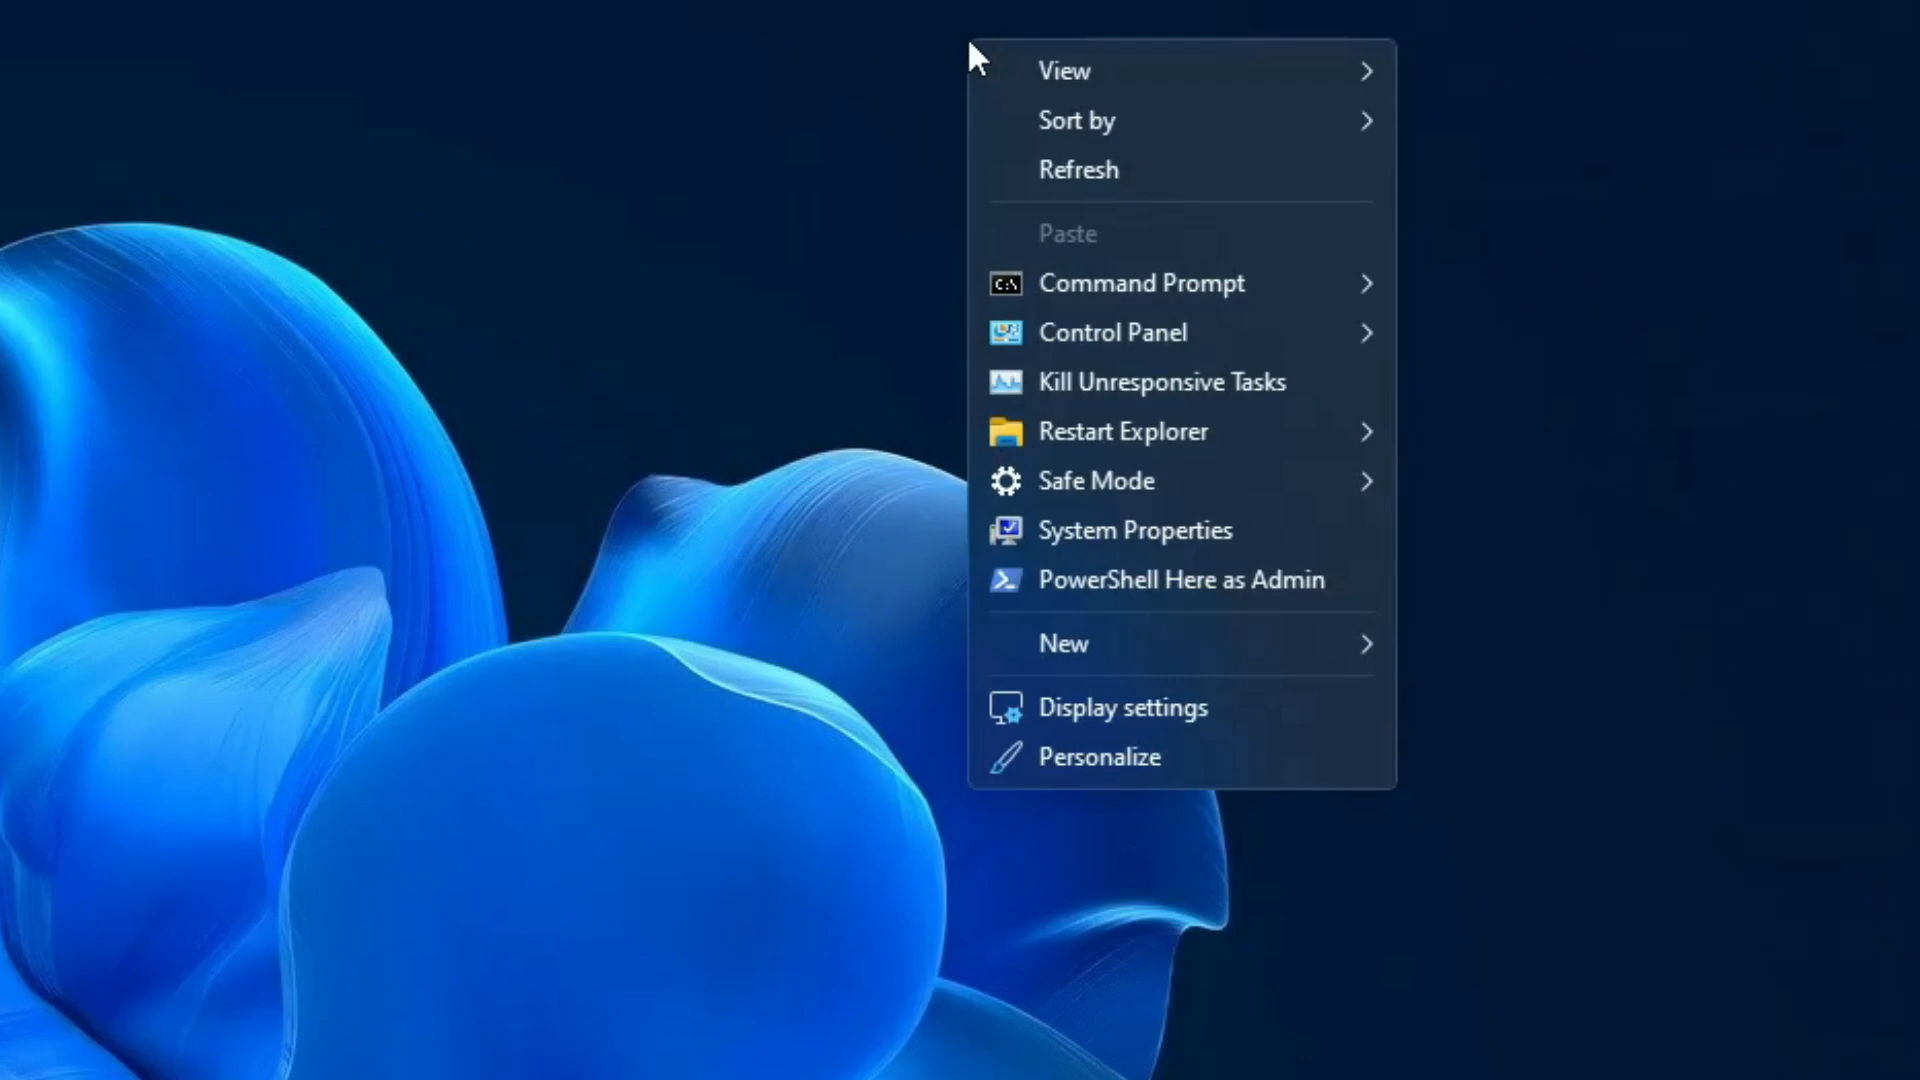 View
Sort by
Refresh
Paste
C:\
Command Prompt
Control Panel
Kill Unresponsive Tasks
Restart Explorer
Safe Mode
System Properties
PowerShell Here as Admin
New
Display settings
Personalize